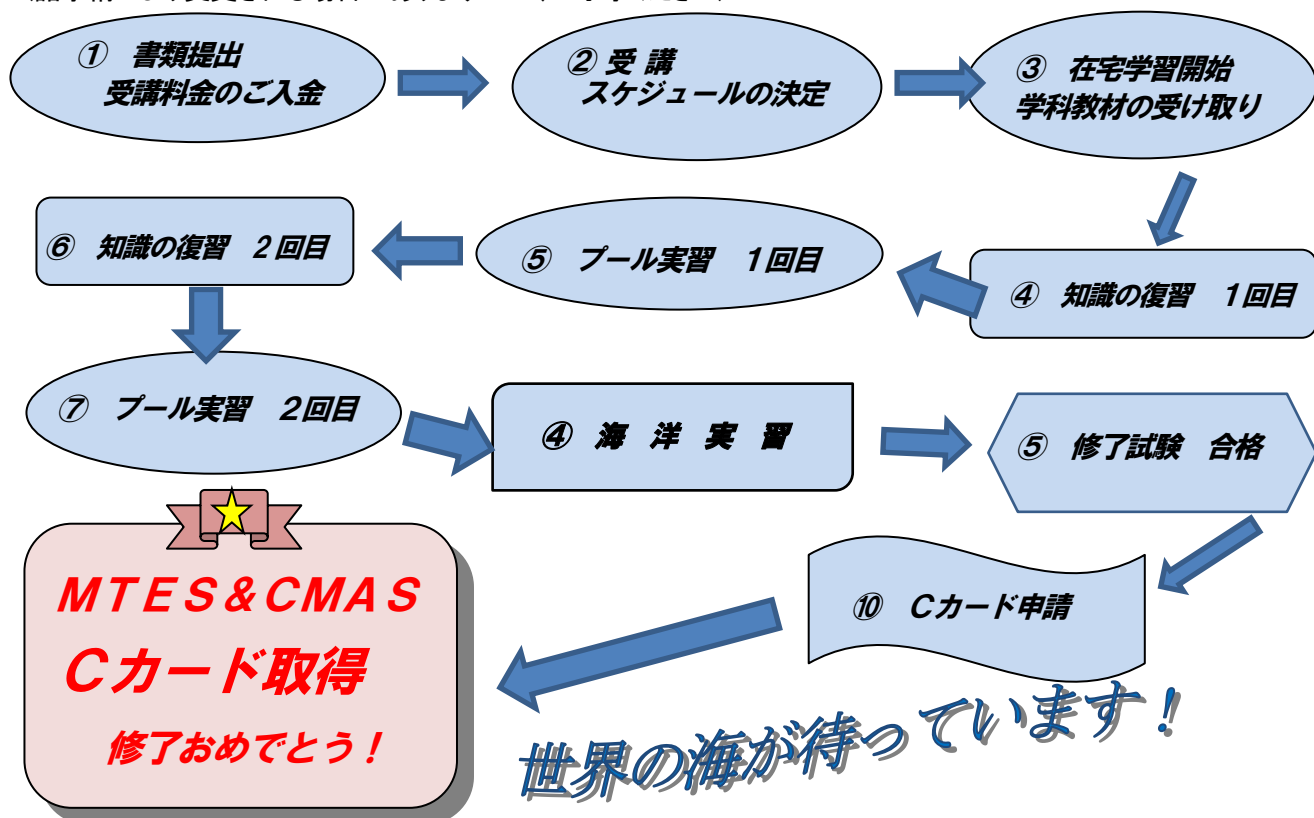 ① 書類提出
受講料金のご入金
② 受 講
スケジュールの決定
③ 在宅学習開始
学科教材の受け取り
④ 知識の復習 1回目
⑤ プール実習 1回目
⑥ 知識の復習 2回目
⑦ プール実習 2回目
④ 海 洋 実 習
⑤ 修了試験 合格
⑩ Cカード申請
MTES&CMAS
Cカード取得
修了おめでとう!
世界の海が待っています!